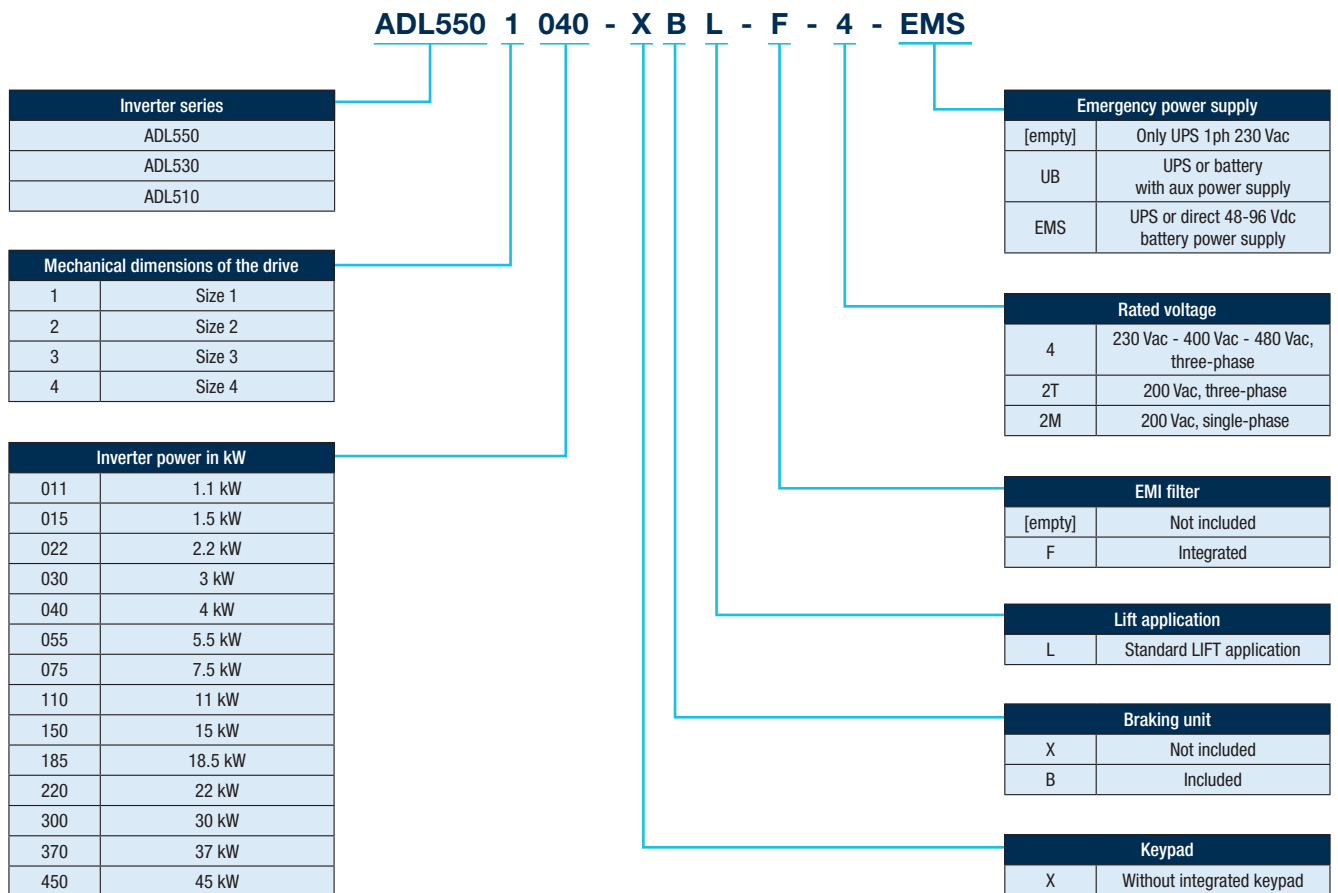 ADL550 1 040 - X B L - F - 4 - EMS
Inverter series
ADL550
ADL530
ADL510
Mechanical dimensions of the drive
1 Size 1
2 Size 2
3 Size 3
4 Size 4
Inverter power in kW
011 1.1 kW
015 1.5 kW
022 2.2 kW
030 3 kW
040 4 kW
055 5.5 kW
075 7.5 kW
110 11 kW
150 15 kW
185 18.5 kW
220 22 kW
300 30 kW
370 37 kW
450 45 kW
Emergency power supply
[empty] Only UPS 1ph 230 Vac
UB UPS or battery
with aux power supply
EMS UPS or direct 48-96 Vdc
battery power supply
Rated voltage
4 230 Vac - 400 Vac - 480 Vac,
three-phase
2T 200 Vac, three-phase
2M 200 Vac, single-phase
EMI filter
[empty] Not included
F Integrated
Lift application
L Standard LIFT application
Braking unit
X Not included
B Included
Keypad
X Without integrated keypad